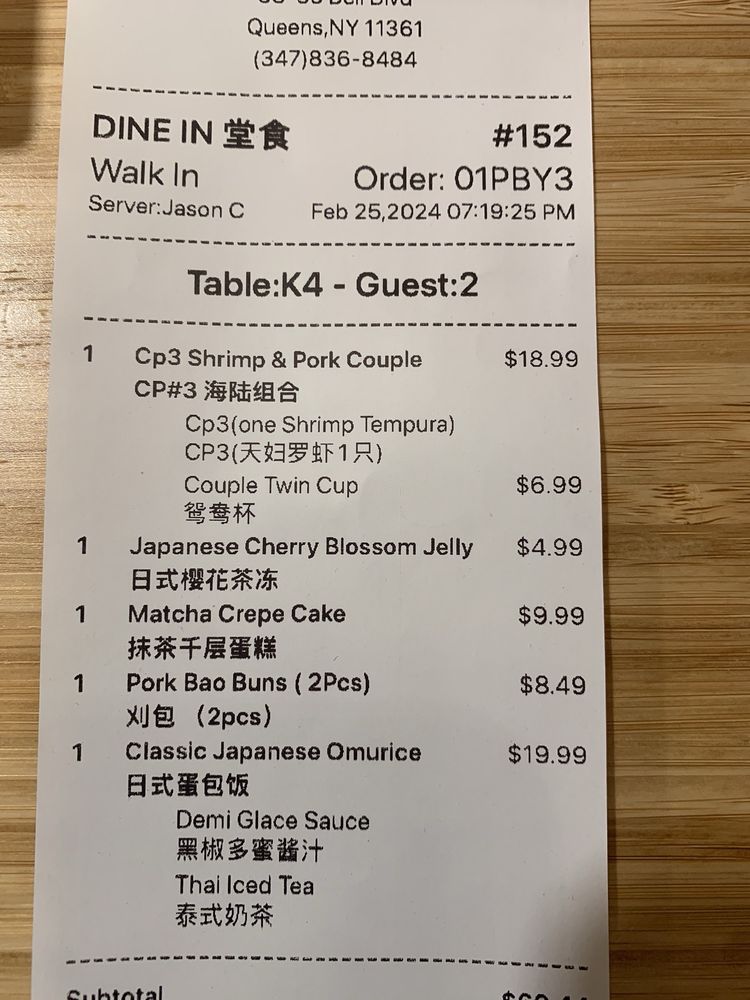 Queens,NY 11361
(347)836-8484
DINE IN 堂食 #152
Walk In Order: 01PBY3
Server:Jason C Feb 25,2024 07:19:25 PM
Table:K4 - Guest:2
1 Cp3 Shrimp & Pork Couple $18.99
CP#3 海陆组合
Cp3(one Shrimp Tempura)
CP3(天妇罗虾1只)
Couple Twin Cup $6.99
鸳鸯杯
1 Japanese Cherry Blossom Jelly $4.99
日式樱花茶冻
1 Matcha Crepe Cake $9.99
抹茶千层蛋糕
1 Pork Bao Buns ( 2Pcs) $8.49
刈包 （2pcs）
1 Classic Japanese Omurice $19.99
日式蛋包饭
Demi Glace Sauce
黑椒多蜜酱汁
Thai Iced Tea
泰式奶茶
Subtotal